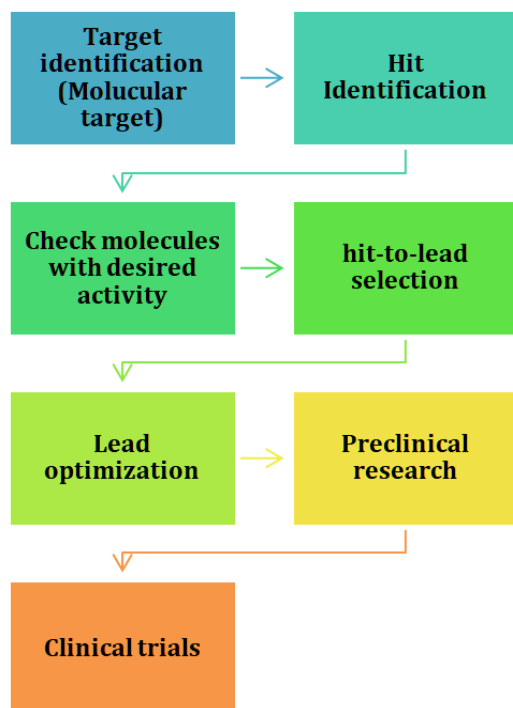 Target
identification
(Molucular
target)
Hit
Identification
Check molecules
with desired
activity
hit-to-lead
selection
Lead
optimization
Preclinical
research
Clinical trials